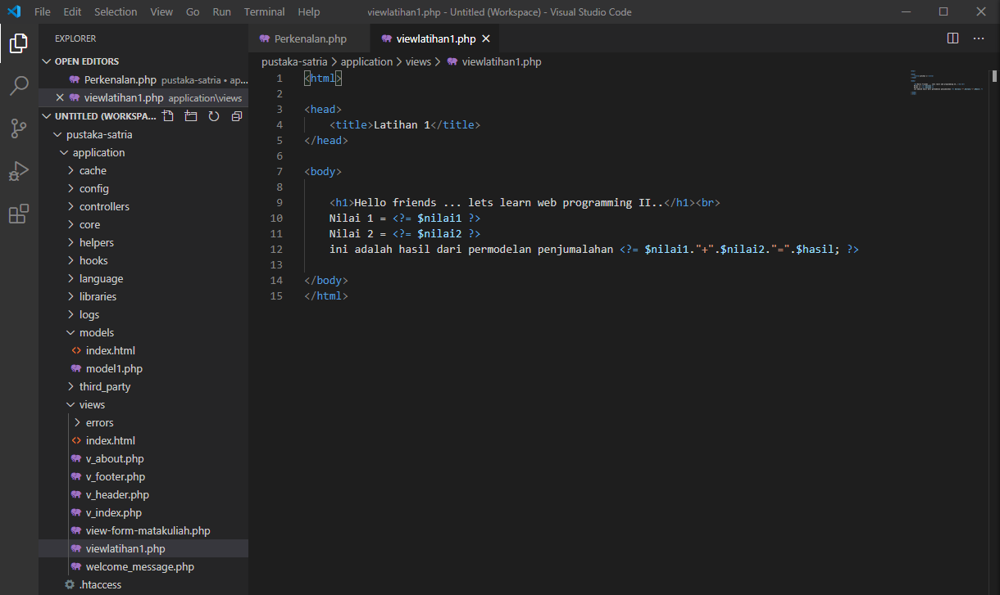 File Edit Selection View Go Run Terminal Help viewlatihan1.php - Untitled (Workspace) - Visual Studio Code
EXPLORER
OPEN EDITORS
Perkenalan.php pustaka-satria • ap...
viewlatihan1.php application\views
UNTITLED (WORKSPA...
pustaka-satria
application
cache
config
controllers
core
helpers
hooks
language
libraries
logs
models
index.html
model1.php
third_party
views
errors
index.html
v_about.php
v_footer.php
v_header.php
v_index.php
view-form-matakuliah.php
viewlatihan1.php
welcome_message.php
.htaccess
Perkenalan.php viewlatihan1.php
pustaka-satria > application > views > viewlatihan1.php
1 <html>
2
3 <head>
4 <title>Latihan 1</title>
5 </head>
6
7 <body>
8
9 <h1>Hello friends ... lets learn web programming II..</h1><br>
10 Nilai 1 = <?= $nilai1 ?>
11 Nilai 2 = <?= $nilai2 ?>
12 ini adalah hasil dari permodelan penjumalahan <?= $nilai1."+".$nilai2."=".$hasil; ?>
13
14 </body>
15 </html>